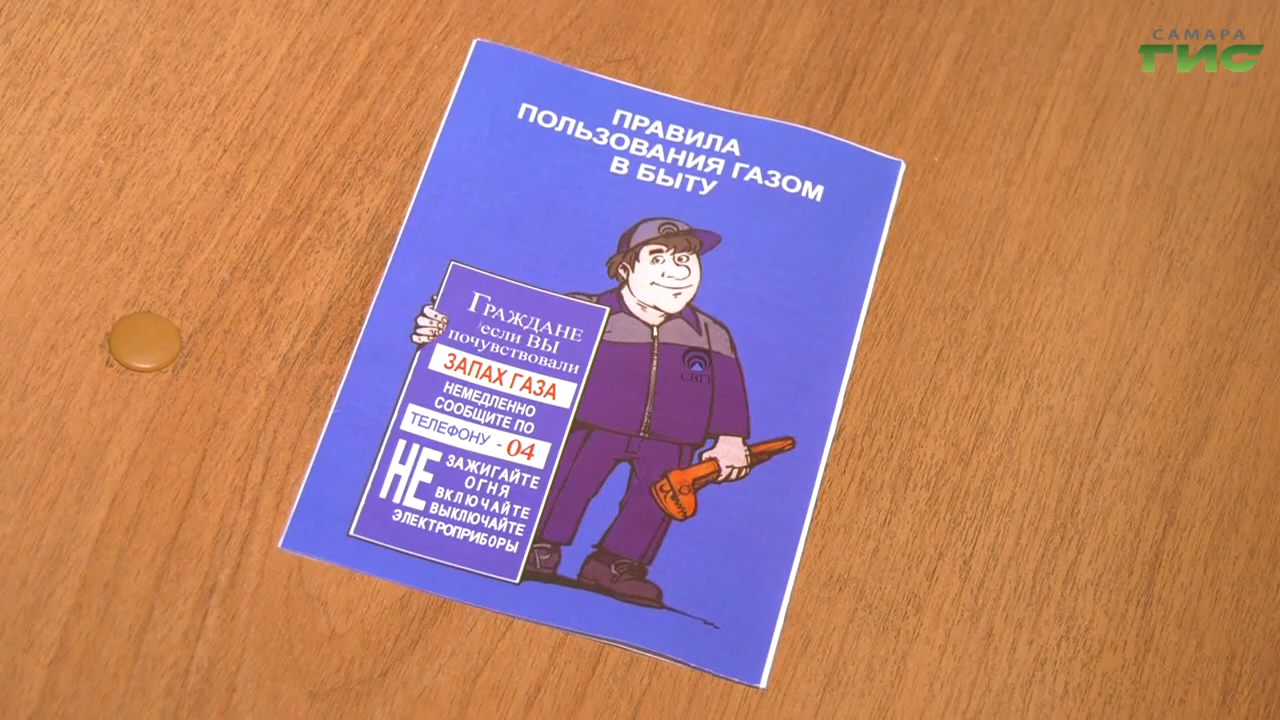 САМАРА
ГИС
ПРАВИЛА
ПОЛЬЗОВАНИЯ ГАЗОМ
В БЫТУ
ГРАЖДАНЕ
если ВЫ
почувствовали
ЗАПАХ ГАЗА
НЕМЕДЛЕННО
СООБЩИТЕ ПО
ТЕЛЕФОНУ - 04
НЕ ЗАЖИГАЙТЕ
ОГНЯ
ВКЛЮЧАЙТЕ
ВЫКЛЮЧАЙТЕ
ЭЛЕКТРОПРИБОРЫ